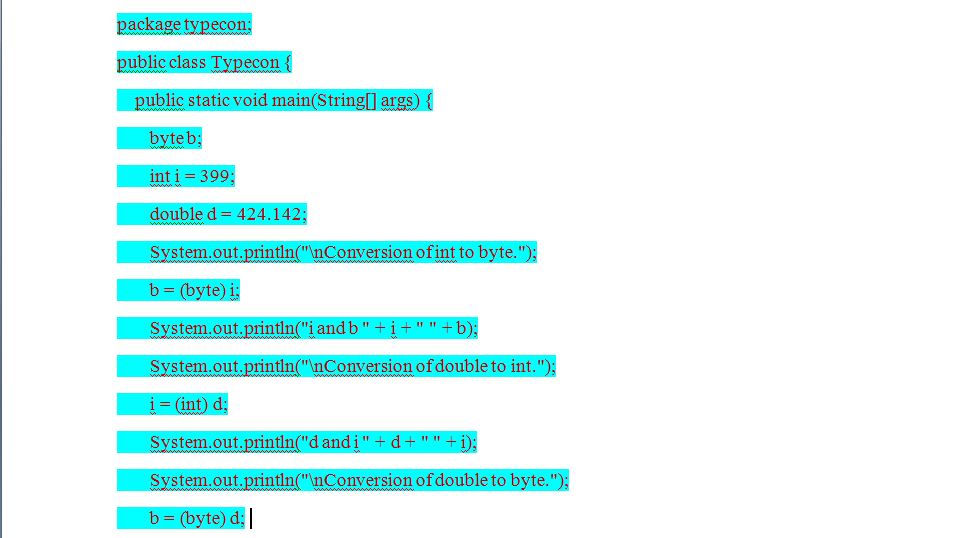 package typecon;
public class Typecon {
public static void main(String[] args) {
byte b;
int i = 399;
double d = 424.142;
System.out.println("\nConversion of int to byte.");
b = (byte) i;
System.out.println("i and b " + i + " " + b);
System.out.println("\nConversion of double to int.");
i = (int) d;
System.out.println("d and i " + d + " " + i);
System.out.println("\nConversion of double to byte.");
b = (byte) d;